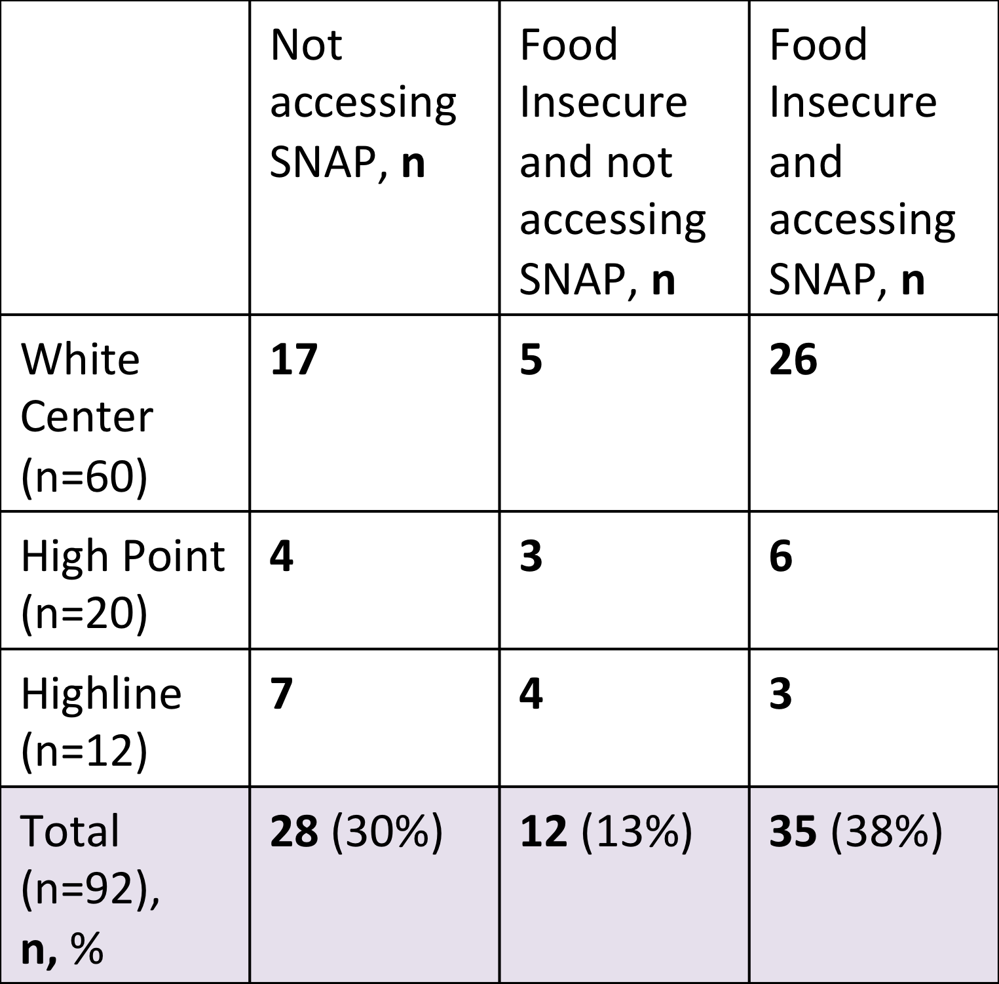 Not
accessing
SNAP, n
Food
Insecure
and not
accessing
SNAP, n
Food
Insecure
and
accessing
SNAP, n
White
Center
(n=60)
17
5
26
High Point
(n=20)
4
3
6
Highline
(n=12)
7
4
3
Total
(n=92),
n, %
28 (30%)
12 (13%)
35 (38%)